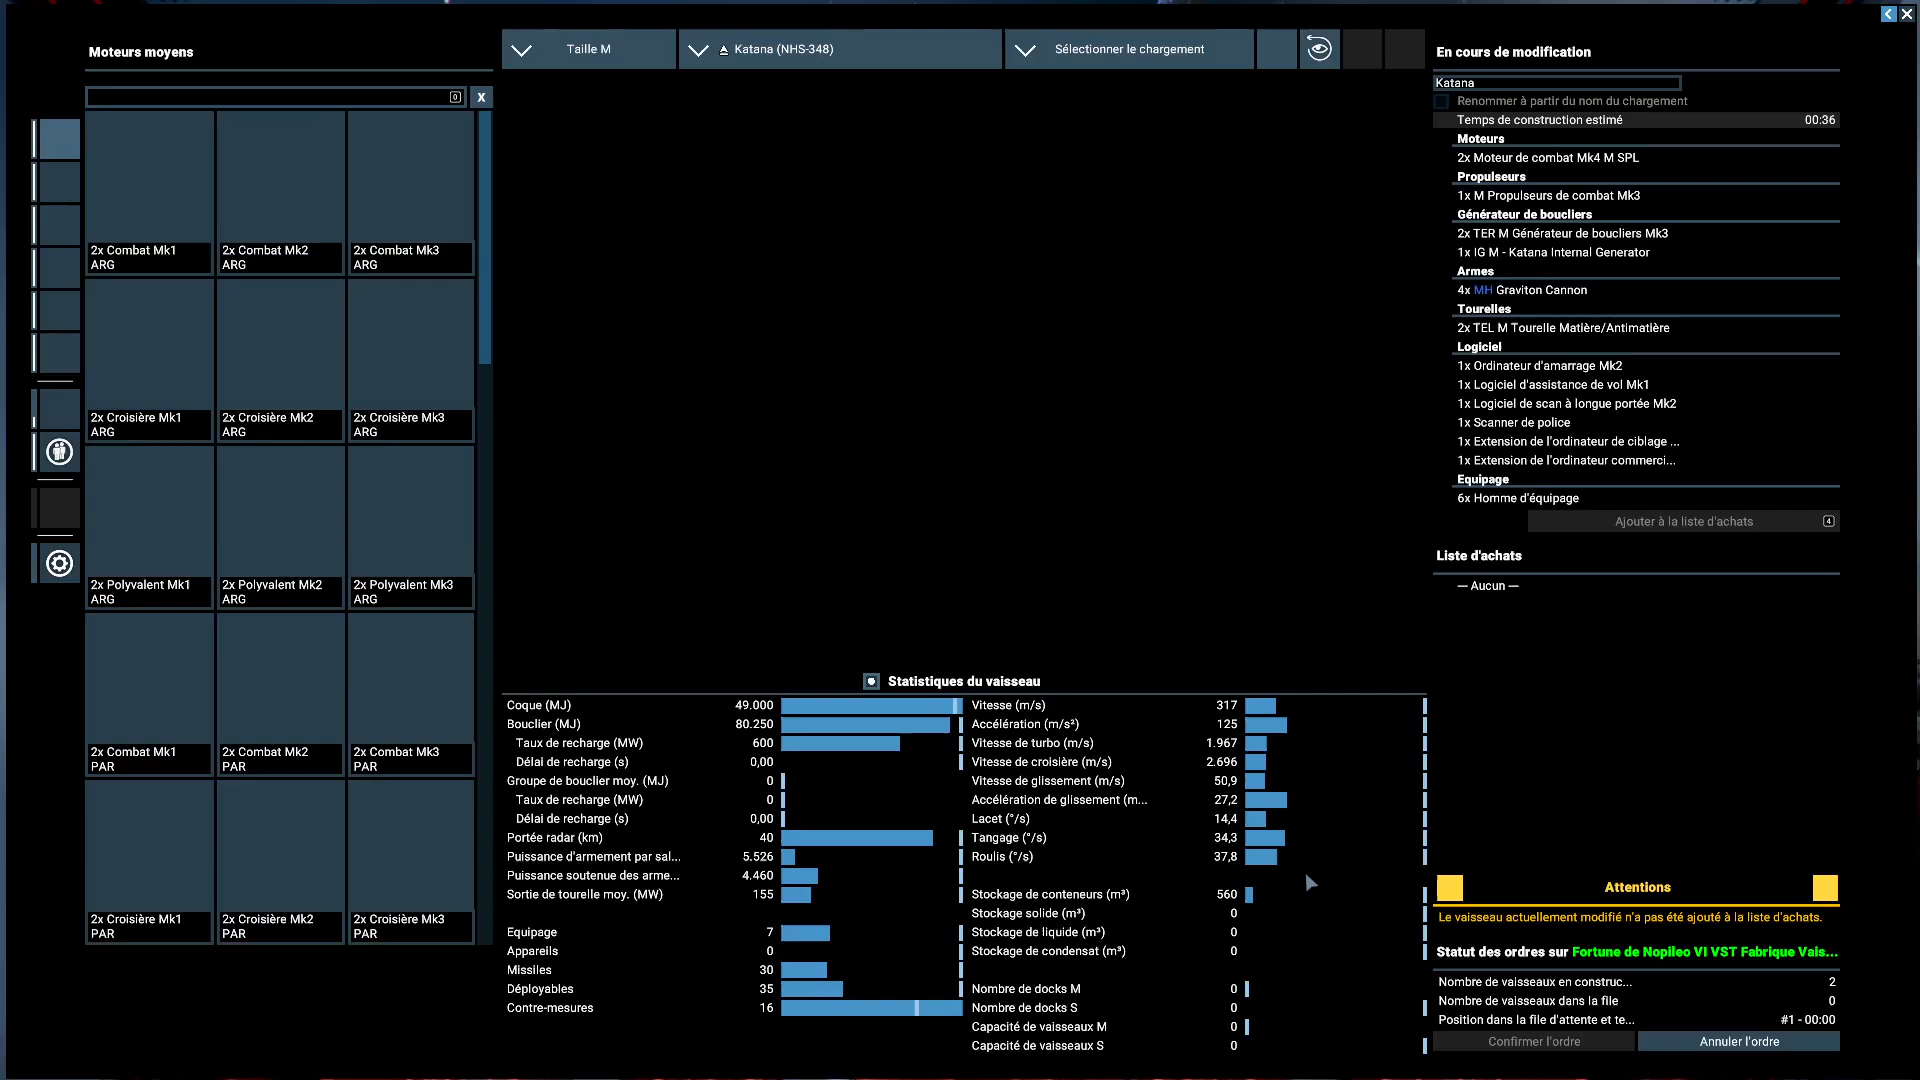 Moteurs moyens
0
X
2x Combat Mk1
ARG
2x Combat Mk2
ARG
2x Combat Mk3
ARG
2x Croisière Mk1
ARG
2x Croisière Mk2
ARG
2x Croisière Mk3
ARG
2x Polyvalent Mk1
ARG
2x Polyvalent Mk2
ARG
2x Polyvalent Mk3
ARG
2x Combat Mk1
PAR
2x Combat Mk2
PAR
2x Combat Mk3
PAR
2x Croisière Mk1
PAR
2x Croisière Mk2
PAR
2x Croisière Mk3
PAR
Taille M
Katana (NHS-348)
Sélectionner le chargement
Statistiques du vaisseau
Coque (MJ) 49.000
Bouclier (MJ) 80.250
Taux de recharge (MW) 600
Délai de recharge (s) 0,00
Groupe de bouclier moy. (MJ) 0
Taux de recharge (MW) 0
Délai de recharge (s) 0,00
Portée radar (km) 40
Puissance d'armement par sal... 5.526
Puissance soutenue des arme... 4.460
Sortie de tourelle moy. (MW) 155
Equipage 7
Appareils 0
Missiles 30
Déployables 35
Contre-mesures 16
Vitesse (m/s) 317
Accélération (m/s²) 125
Vitesse de turbo (m/s) 1.967
Vitesse de croisière (m/s) 2.696
Vitesse de glissement (m/s) 50,9
Accélération de glissement (m... 27,2
Lacet (°/s) 14,4
Tangage (°/s) 34,3
Roulis (°/s) 37,8
Stockage de conteneurs (m³) 560
Stockage solide (m³) 0
Stockage de liquide (m³) 0
Stockage de condensat (m³) 0
Nombre de docks M 0
Nombre de docks S 0
Capacité de vaisseaux M 0
Capacité de vaisseaux S 0
En cours de modification
Katana
Renommer à partir du nom du chargement
Temps de construction estimé 00:36
Moteurs
2x Moteur de combat Mk4 M SPL
Propulseurs
1x M Propulseurs de combat Mk3
Générateur de boucliers
2x TER M Générateur de boucliers Mk3
1x IG M - Katana Internal Generator
Armes
4x MH Graviton Cannon
Tourelles
2x TEL M Tourelle Matière/Antimatière
Logiciel
1x Ordinateur d'amarrage Mk2
1x Logiciel d'assistance de vol Mk1
1x Logiciel de scan à longue portée Mk2
1x Scanner de police
1x Extension de l'ordinateur de ciblage ...
1x Extension de l'ordinateur commerci...
Equipage
6x Homme d'équipage
Ajouter à la liste d'achats 4
Liste d'achats
— Aucun —
Attentions
Le vaisseau actuellement modifié n'a pas été ajouté à la liste d'achats.
Statut des ordres sur Fortune de Nopileo VI VST Fabrique Vais...
Nombre de vaisseaux en construc... 2
Nombre de vaisseaux dans la file 0
Position dans la file d'attente et te... #1 - 00:00
Confirmer l'ordre
Annuler l'ordre